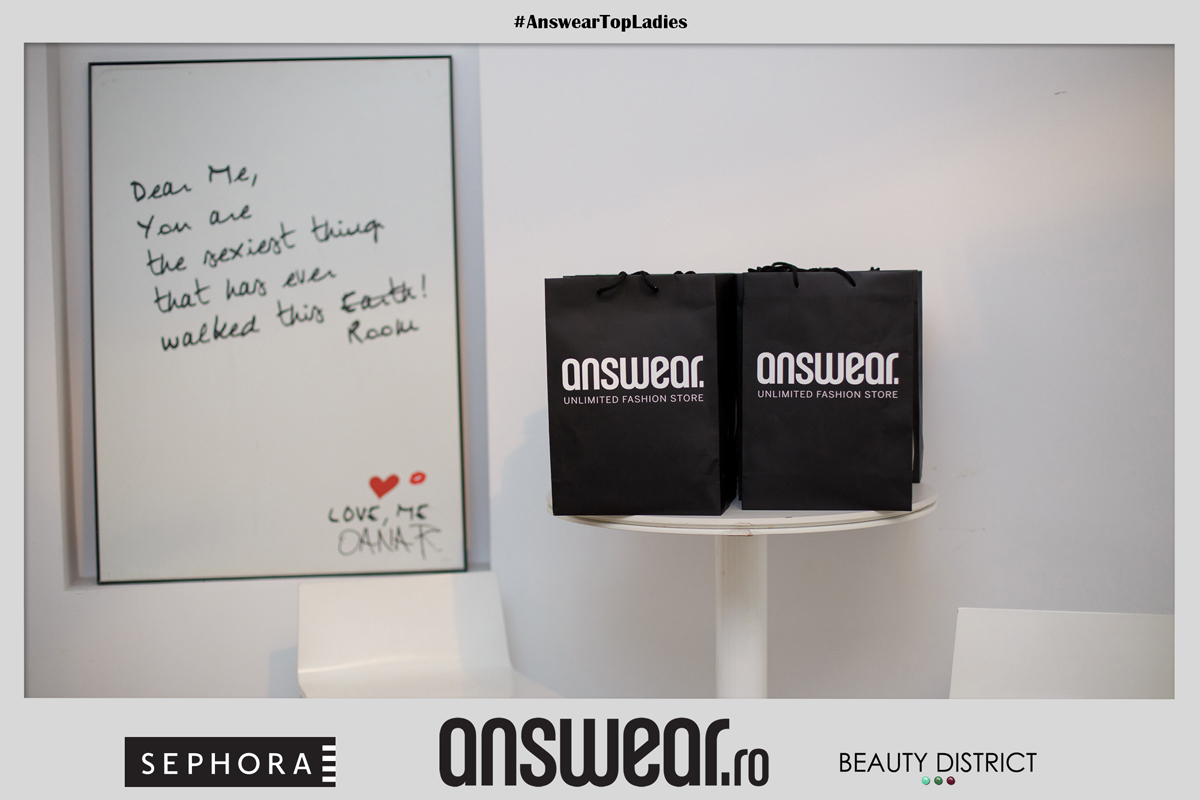 #AnswearTopLadies
Dear Me,
You are
the sexiest thing
that has ever
walked this Earth!
Room
LOVE, ME
OANA R
answear.
UNLIMITED FASHION STORE
answear.
UNLIMITED FASHION STORE
SEPHORA
answear.ro
BEAUTY DISTRICT